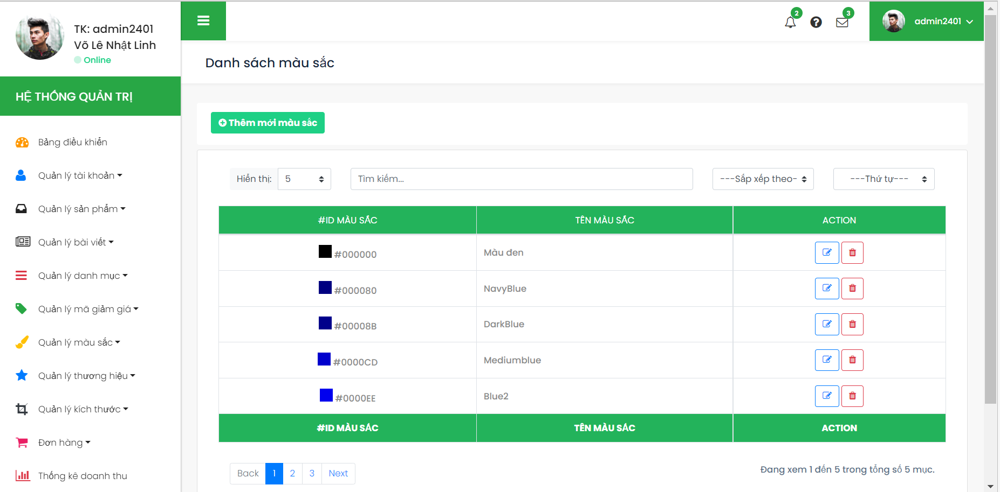 TK: admin2401
Võ Lê Nhật Linh
Online
HỆ THỐNG QUẢN TRỊ
Bảng điều khiển
Quản lý tài khoản
Quản lý sản phẩm
Quản lý bài viết
Quản lý danh mục
Quản lý mã giảm giá
Quản lý màu sắc
Quản lý thương hiệu
Quản lý kích thước
Đơn hàng
Thống kê doanh thu
2
3
admin2401
Danh sách màu sắc
Thêm mới màu sắc
Hiển thị: 5
Tìm kiếm...
---Sắp xếp theo-
---Thứ tự---
#ID MÀU SẮC TÊN MÀU SẮC ACTION
#000000 Màu đen
#000080 NavyBlue
#00008B DarkBlue
#0000CD Mediumblue
#0000EE Blue2
#ID MÀU SẮC TÊN MÀU SẮC ACTION
Back 1 2 3 Next
Đang xem 1 đến 5 trong tổng số 5 mục.